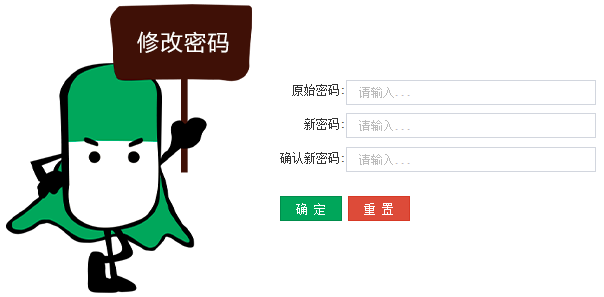 修改密码
原始密码: 请输入...
新密码: 请输入...
确认新密码: 请输入...
确 定 重 置